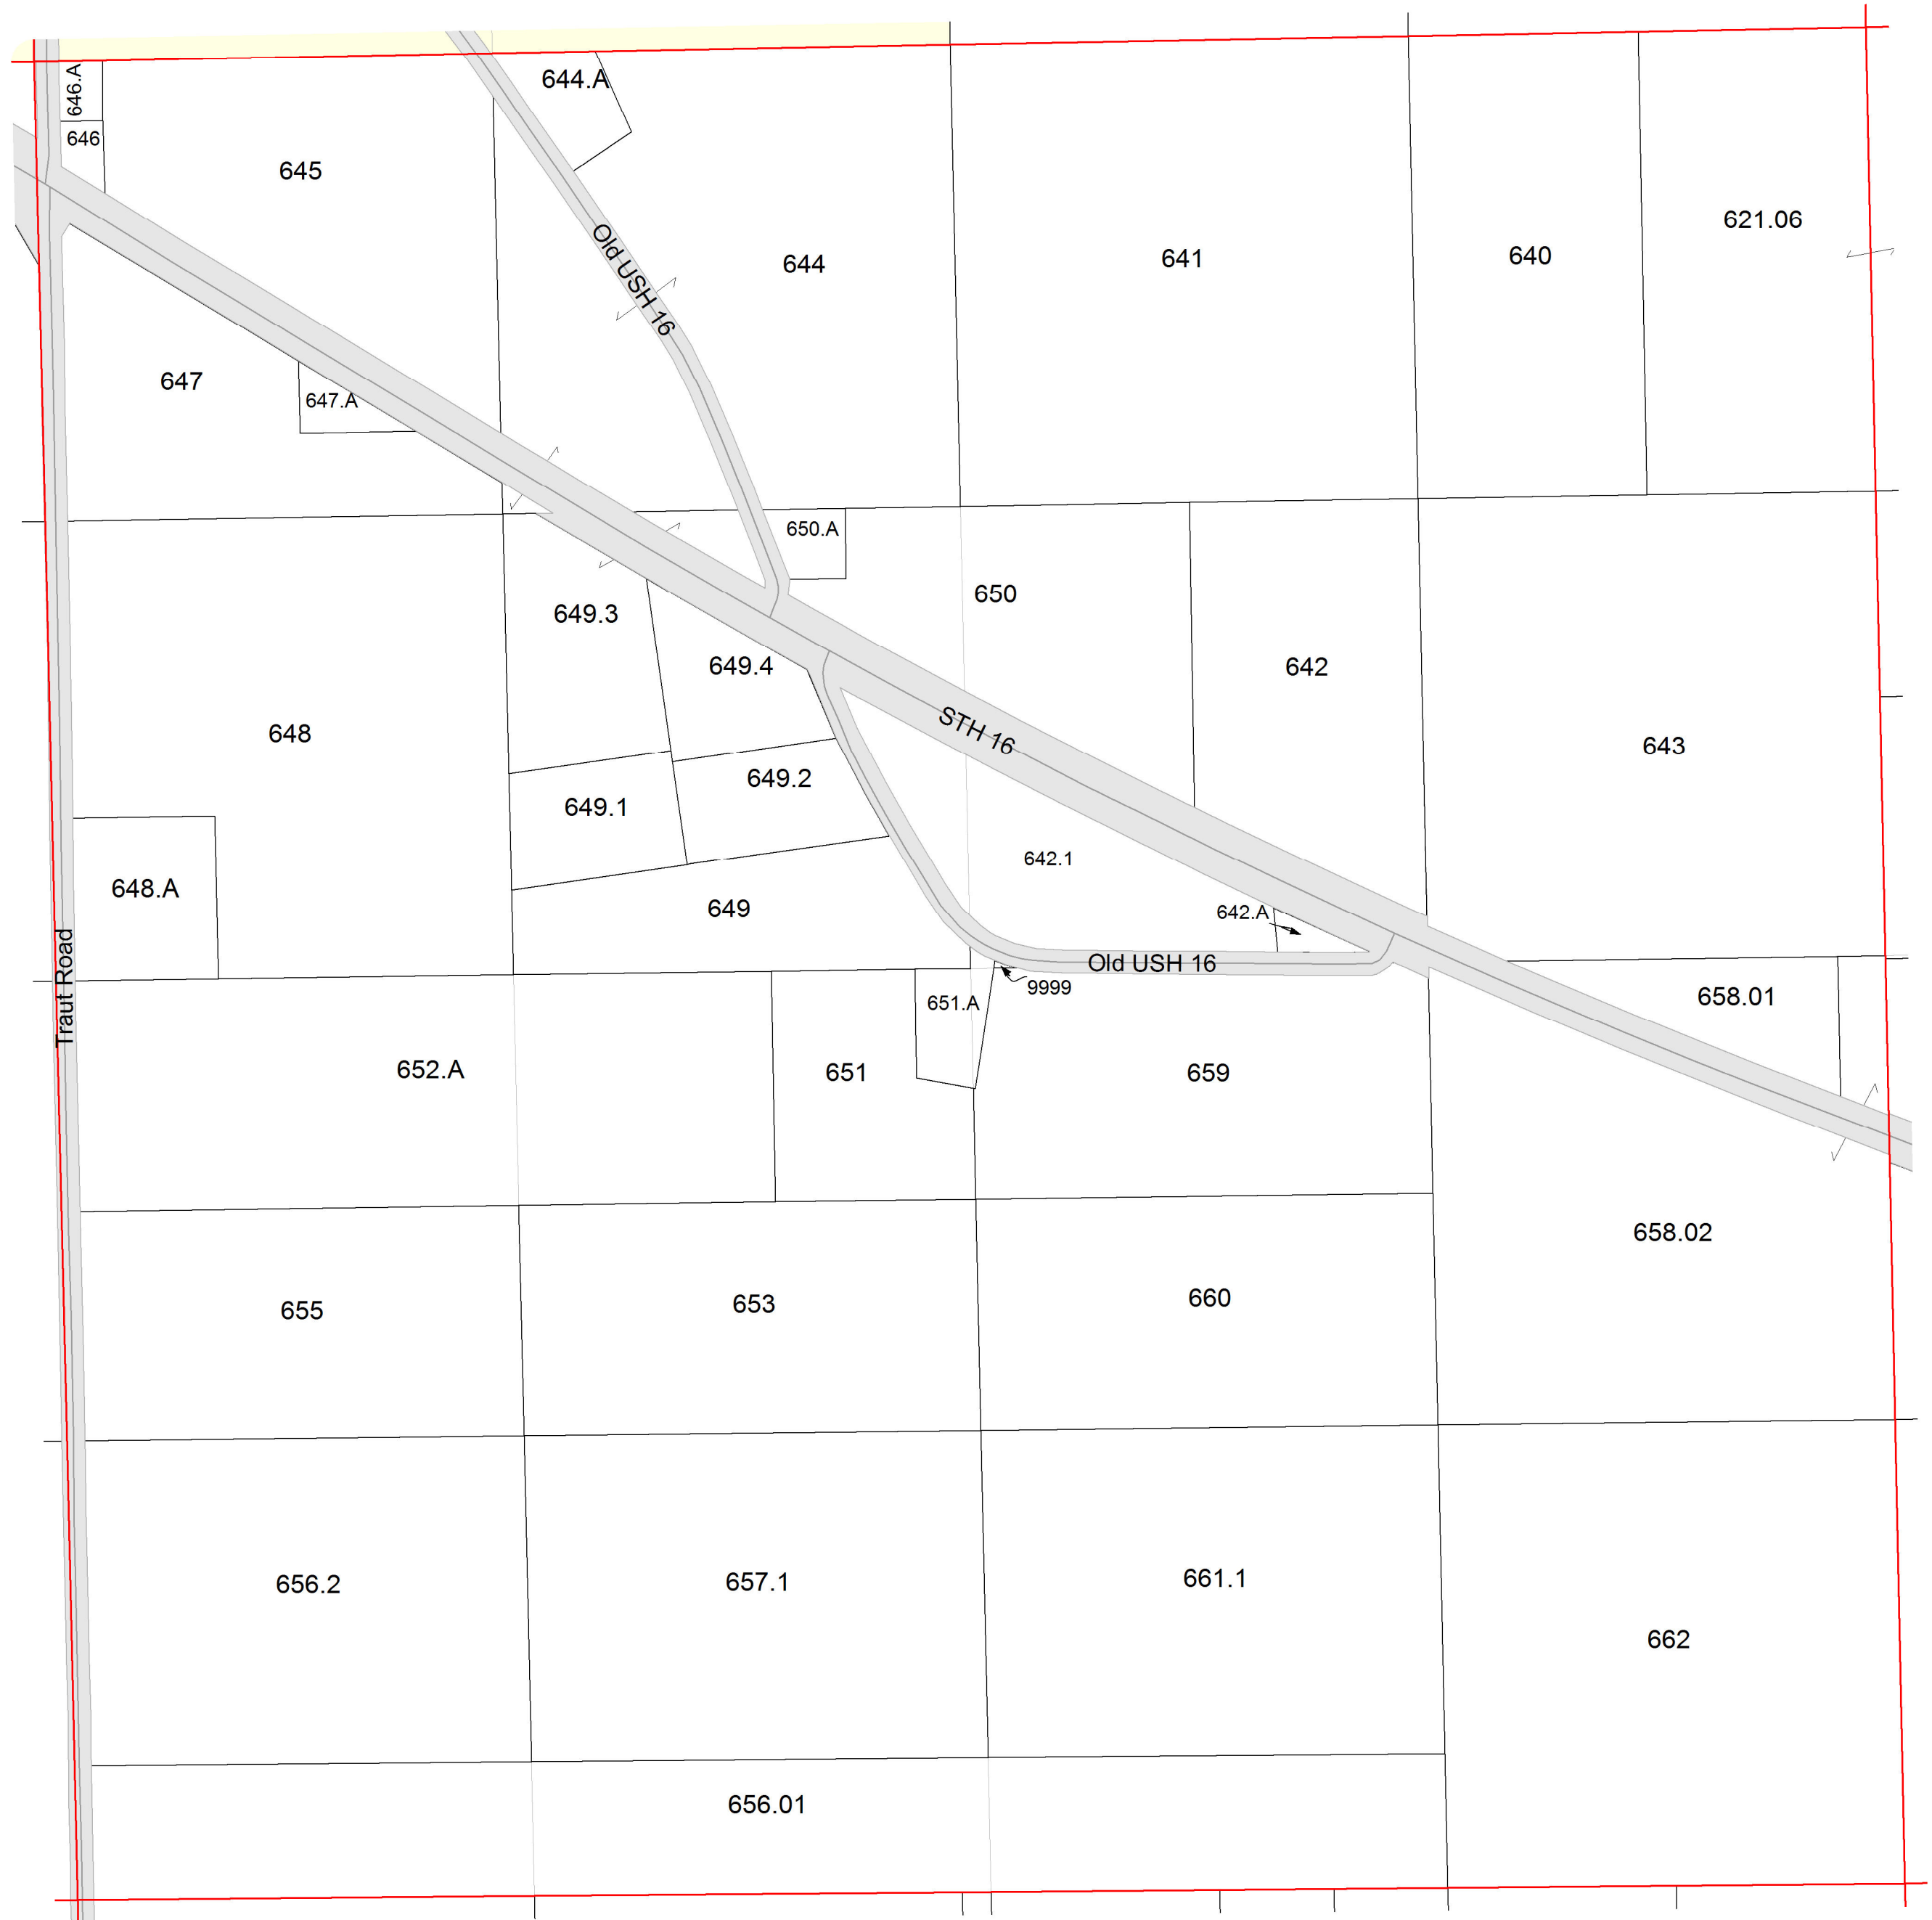 646.A
644.A
646
645
621.06
Old USH 16
644
641
640
647
647.A
650.A
650
649.3
649.4
642
STH 16
648
643
649.2
649.1
642.1
648.A
649
642.A
Traut Road
Old USH 16
9999
651.A
658.01
652.A
651
659
658.02
655
653
660
656.2
657.1
661.1
662
656.01